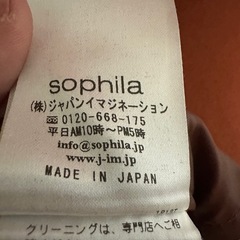 sophila
(株)ジャパンイマジネーション
☎0120-668-175
平日AM10時〜PM5時
info@sophila.jp
www.j-im.jp
MADE IN JAPAN
クリーニングは、専門店へご相